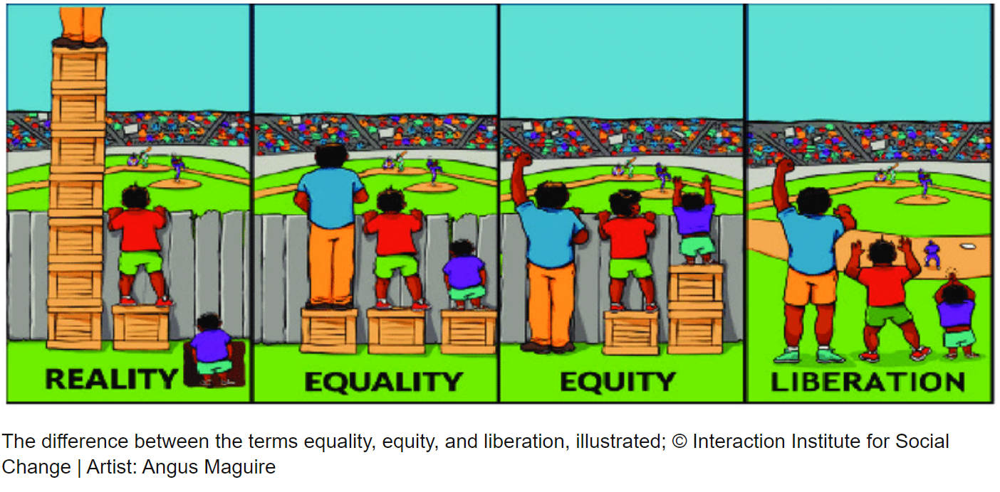 REALITY
EQUALITY
EQUITY
LIBERATION
The difference between the terms equality, equity, and liberation, illustrated; © Interaction Institute for Social
Change | Artist: Angus Maguire